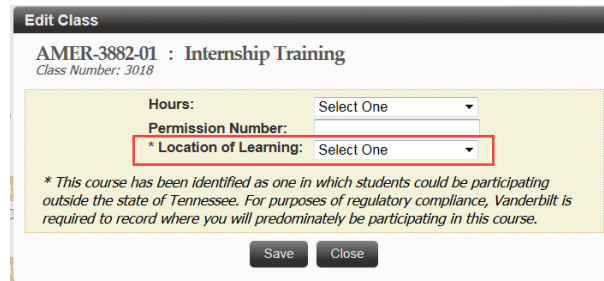 Edit Class
AMER-3882-01 : Internship Training
Class Number: 3018
Hours: Select One
Permission Number:
* Location of Learning: Select One
* This course has been identified as one in which students could be participating
outside the state of Tennessee. For purposes of regulatory compliance, Vanderbilt is
required to record where you will predominately be participating in this course.
Save Close